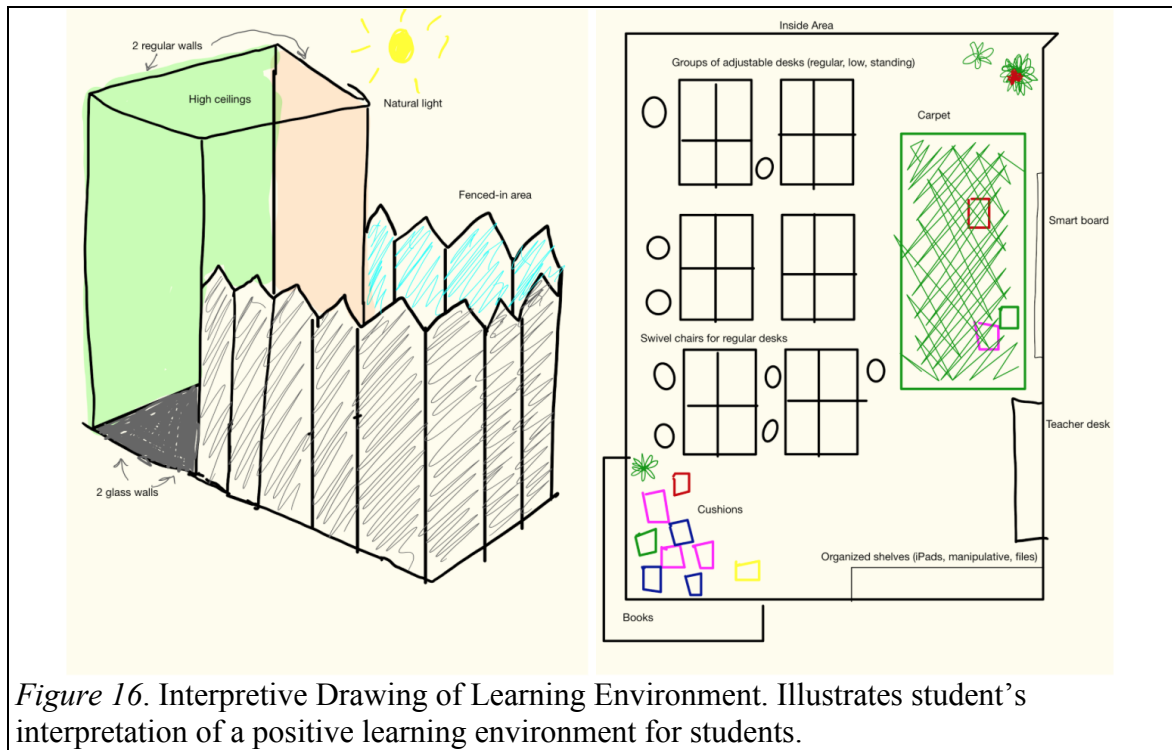 2 regular walls
High ceilings
Natural light
Fenced-in area
2 glass walls
Inside Area
Groups of adjustable desks (regular, low, standing)
Carpet
Smart board
Swivel chairs for regular desks
Teacher desk
Cushions
Organized shelves (iPads, manipulative, files)
Books
Figure 16. Interpretive Drawing of Learning Environment. Illustrates student’s
interpretation of a positive learning environment for students.